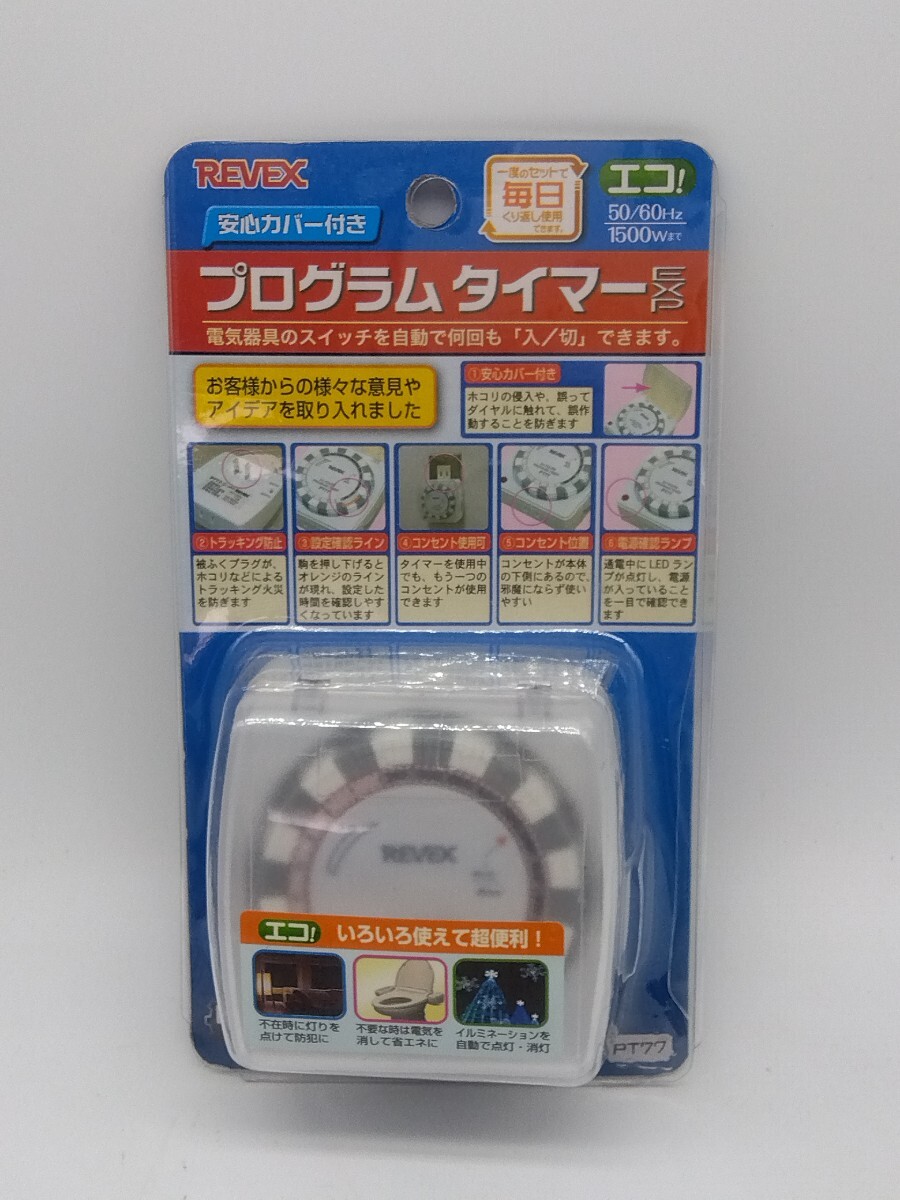 REVEX
安心カバー付き
一度のセットで
毎日
くり返し使用
できます。
エコ!
50/60Hz
1500Wまで
プログラムタイマーEXP
電気器具のスイッチを自動で何回も「入/切」できます。
お客様からの様々な意見や
アイデアを取り入れました
①安心カバー付き
ホコリの侵入や、誤って
ダイヤルに触れて、誤作
動することを防ぎます
②トラッキング防止
被ふくプラグが、
ホコリなどによる
トラッキング火災
を防ぎます
REVEX
③設定確認ライン
駒を押し下げると
オレンジのライン
が現れ、設定した
時間を確認しやす
くなっています
④コンセント使用可
タイマーを使用中
でも、もう一つの
コンセントが使用
できます
⑤コンセント位置
コンセントが本体
の下側にあるので、
邪魔にならず使い
やすい
⑥電源確認ランプ
通電中にLEDラン
プが点灯し、電源
が入っていること
を一目で確認でき
ます
REVEX
エコ! いろいろ使えて超便利!
不在時に灯りを
点けて防犯に
不要な時は電気を
消して省エネに
イルミネーションを
自動で点灯・消灯
PT77